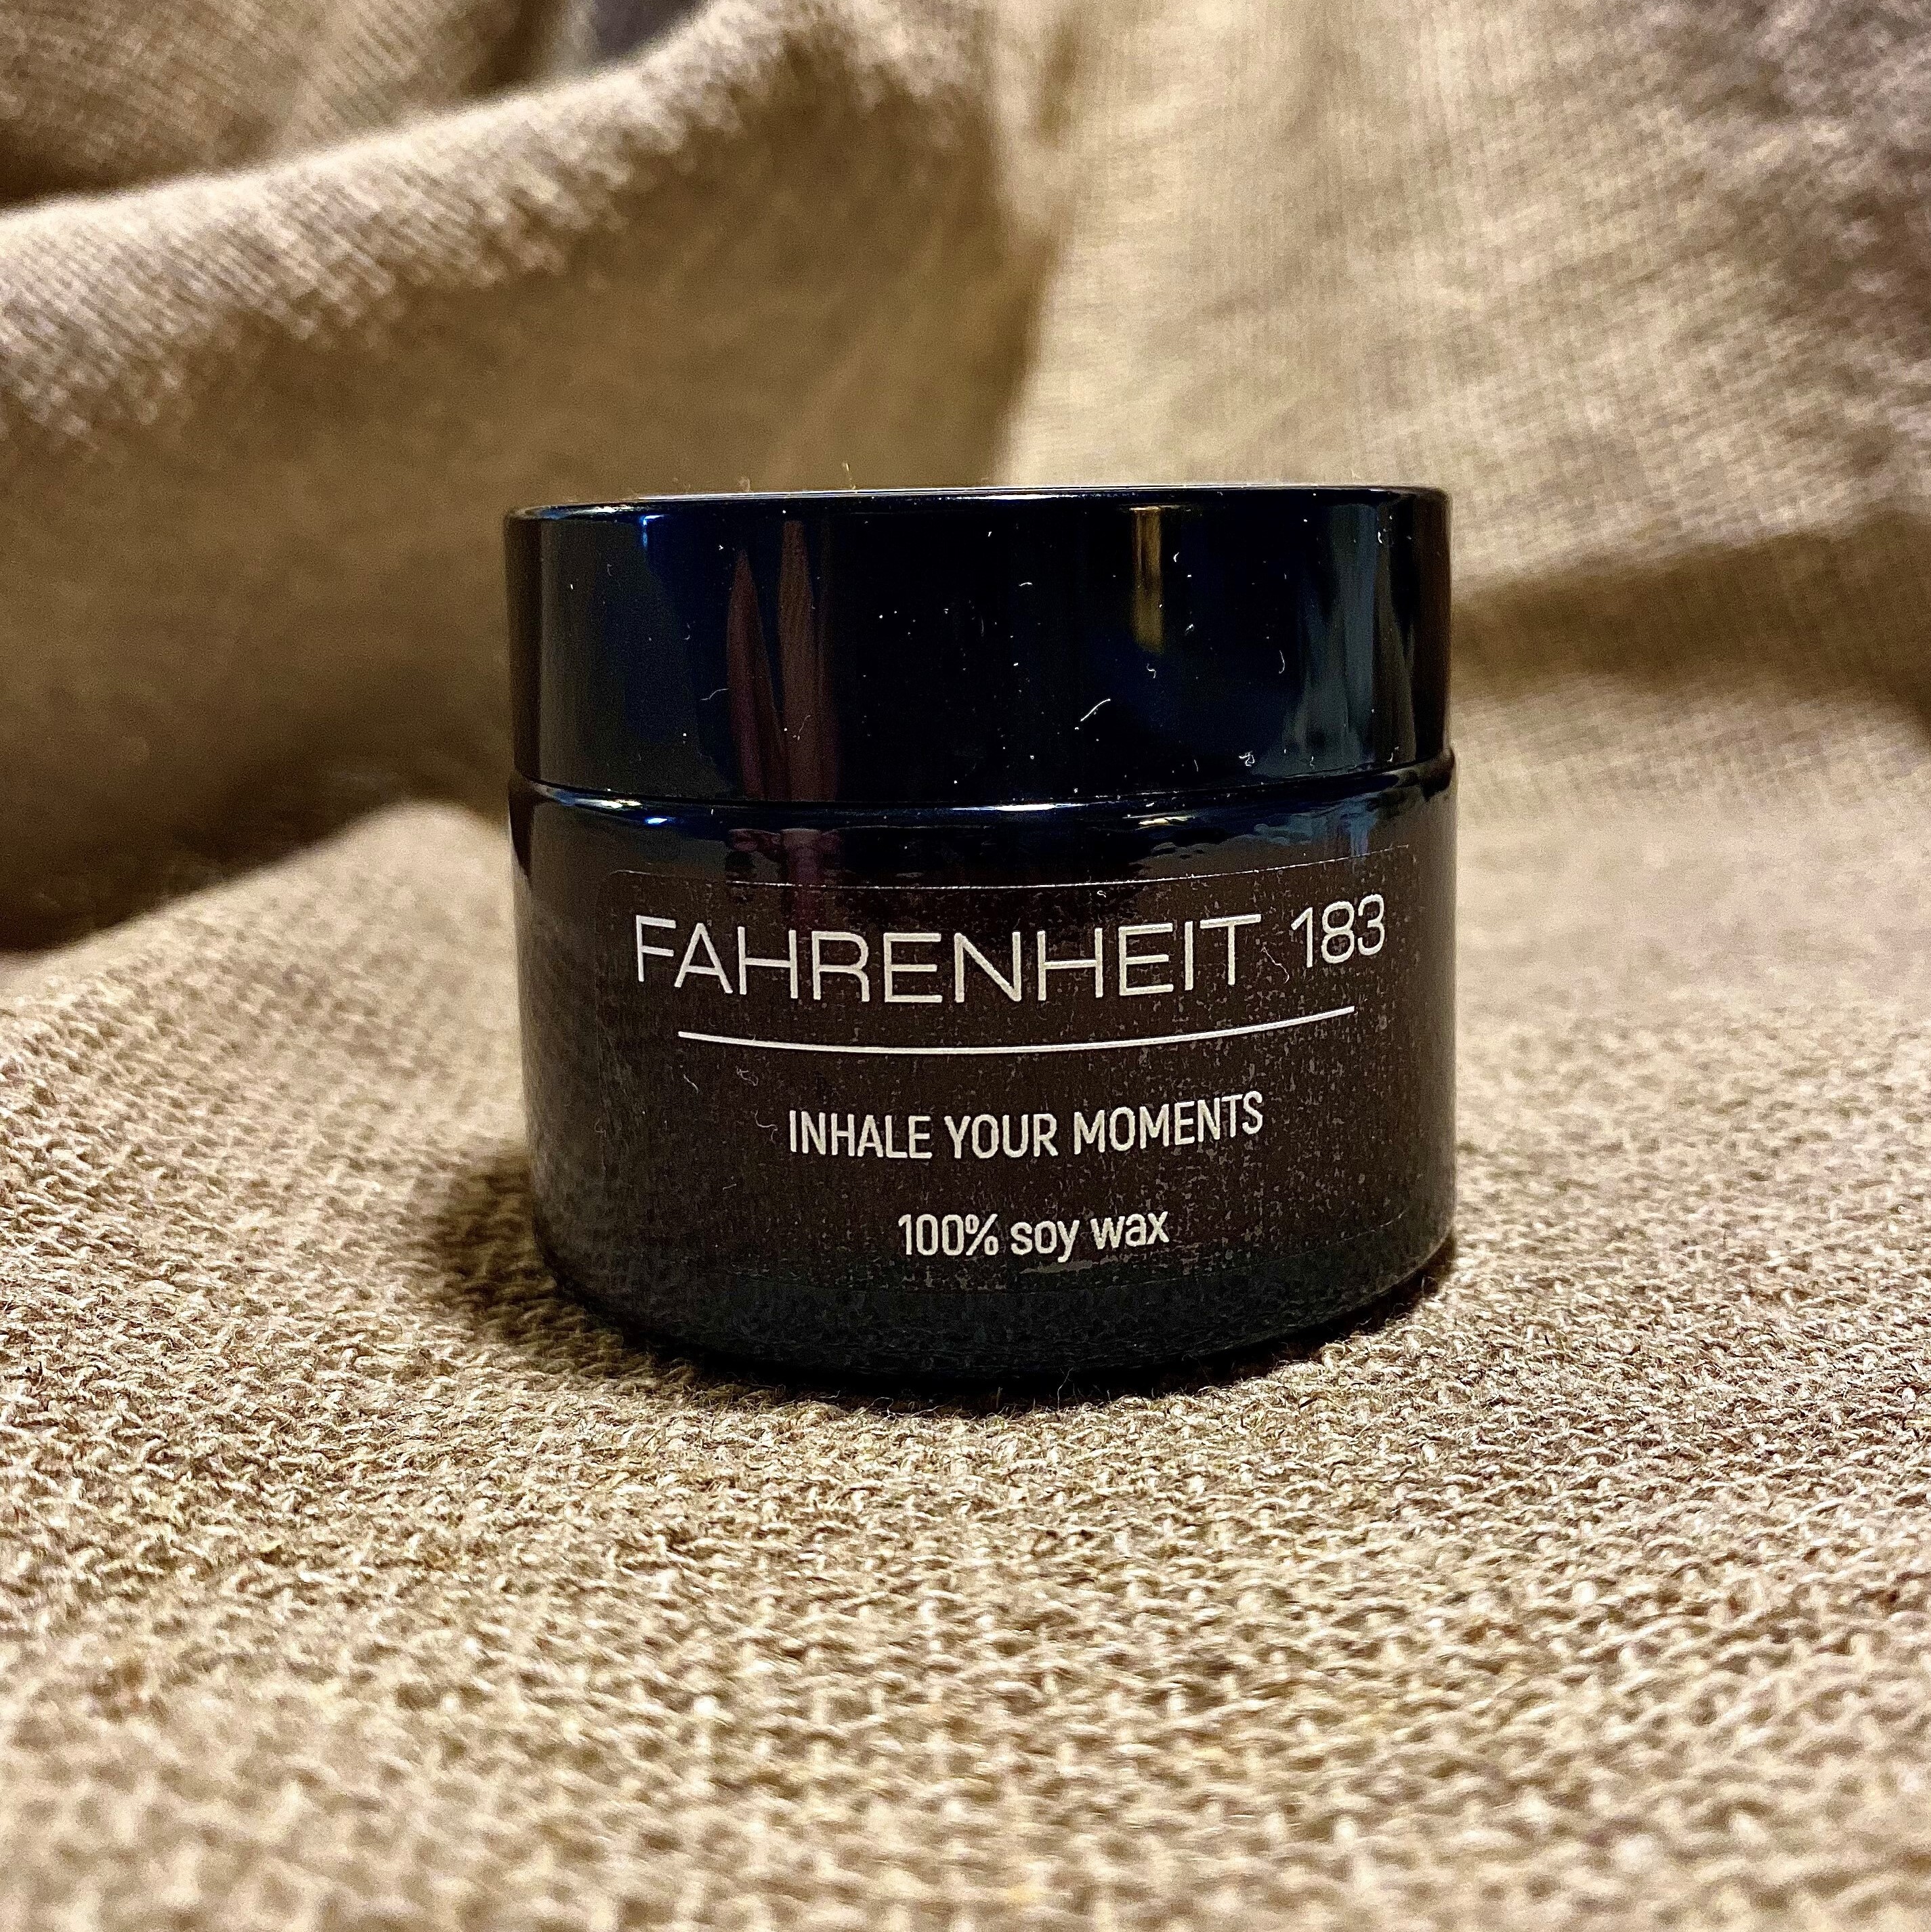 FAHRENHEIT 183
INHALE YOUR MOMENTS
100% soy wax